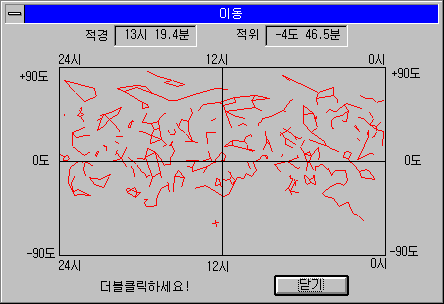 이동
적경 13시 19.4분 적위 -4도 46.5분
24시 12시 0시
+90도 +90도
0도 0도
-90도 -90도
24시 12시 0시
더블클릭하세요! 닫기